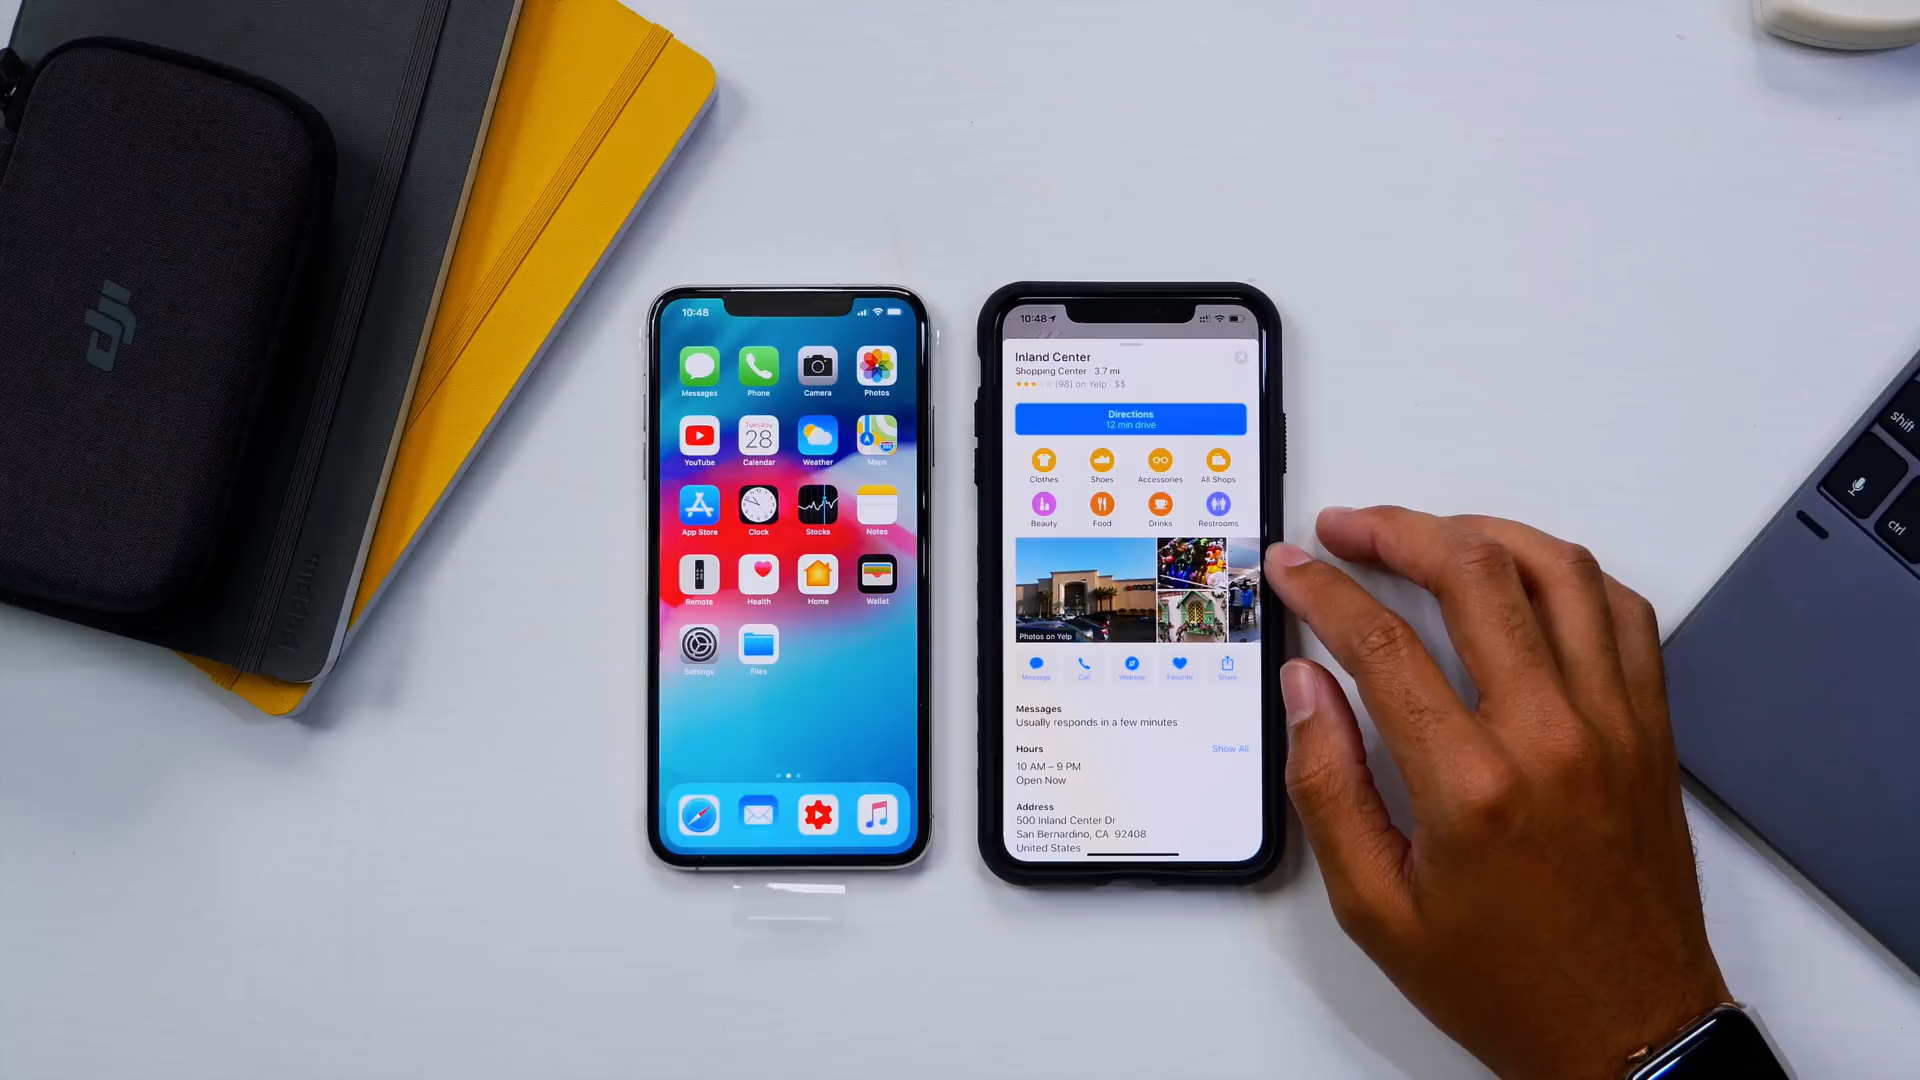 dji
10:48
Messages
Phone
Camera
Photos
Tuesday
28
YouTube
Calendar
Weather
Maps
App Store
Clock
Stocks
Notes
Remote
Health
Home
Wallet
Settings
Files
10:48
Inland Center
Shopping Center · 3.7 mi
(98) on Yelp · $$
Directions
12 min drive
Clothes
Shoes
Accessories
All Shops
Beauty
Food
Drinks
Restrooms
Photos on Yelp
Message
Call
Website
Favorite
Share
Messages
Usually responds in a few minutes
Hours
Show All
10 AM – 9 PM
Open Now
Address
500 Inland Center Dr
San Bernardino, CA 92408
United States
shift
ctrl